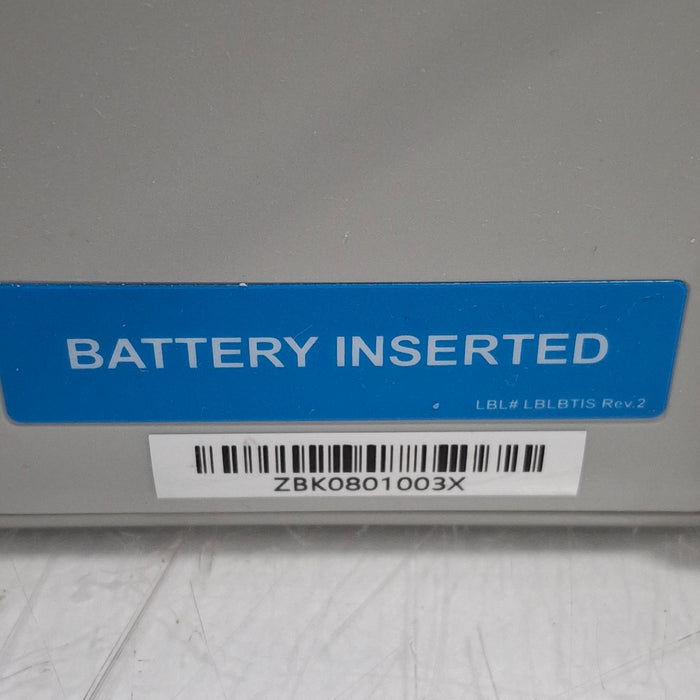 BATTERY INSERTED
LBL# LBLBTIS Rev.2
ZBK0801003X